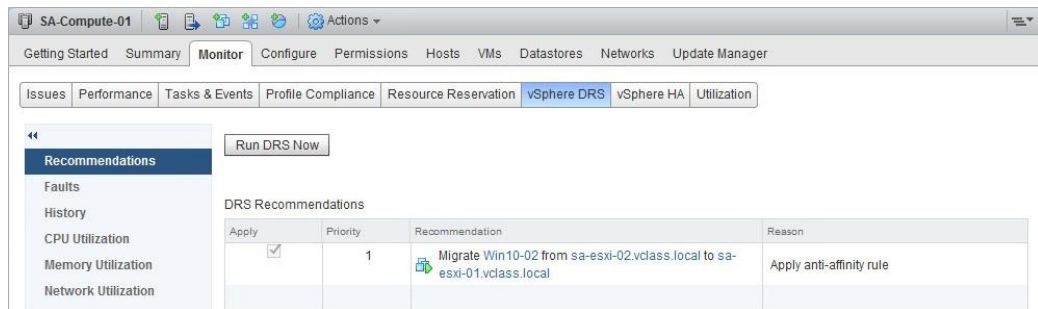 SA-Compute-01 Actions
Getting Started Summary Monitor Configure Permissions Hosts VMs Datastores Networks Update Manager
Issues Performance Tasks & Events Profile Compliance Resource Reservation vSphere DRS vSphere HA Utilization
Recommendations
Faults
History
CPU Utilization
Memory Utilization
Network Utilization
Run DRS Now
DRS Recommendations
Apply Priority Recommendation Reason
1 Migrate Win10-02 from sa-esxi-02.vclass.local to sa- Apply anti-affinity rule
esxi-01.vclass.local